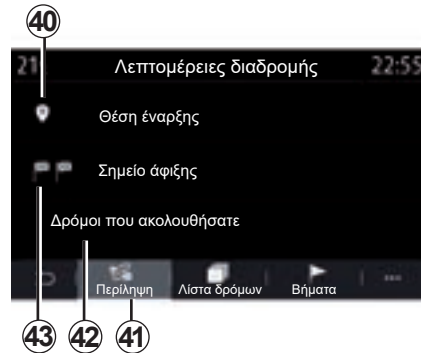 40
21 Λεπτομέρειες διαδρομής 22:55
Θέση έναρξης
Σημείο άφιξης
Δρόμοι που ακολουθήσατε
Περίληψη Λίστα δρόμων Βήματα
43 42 41